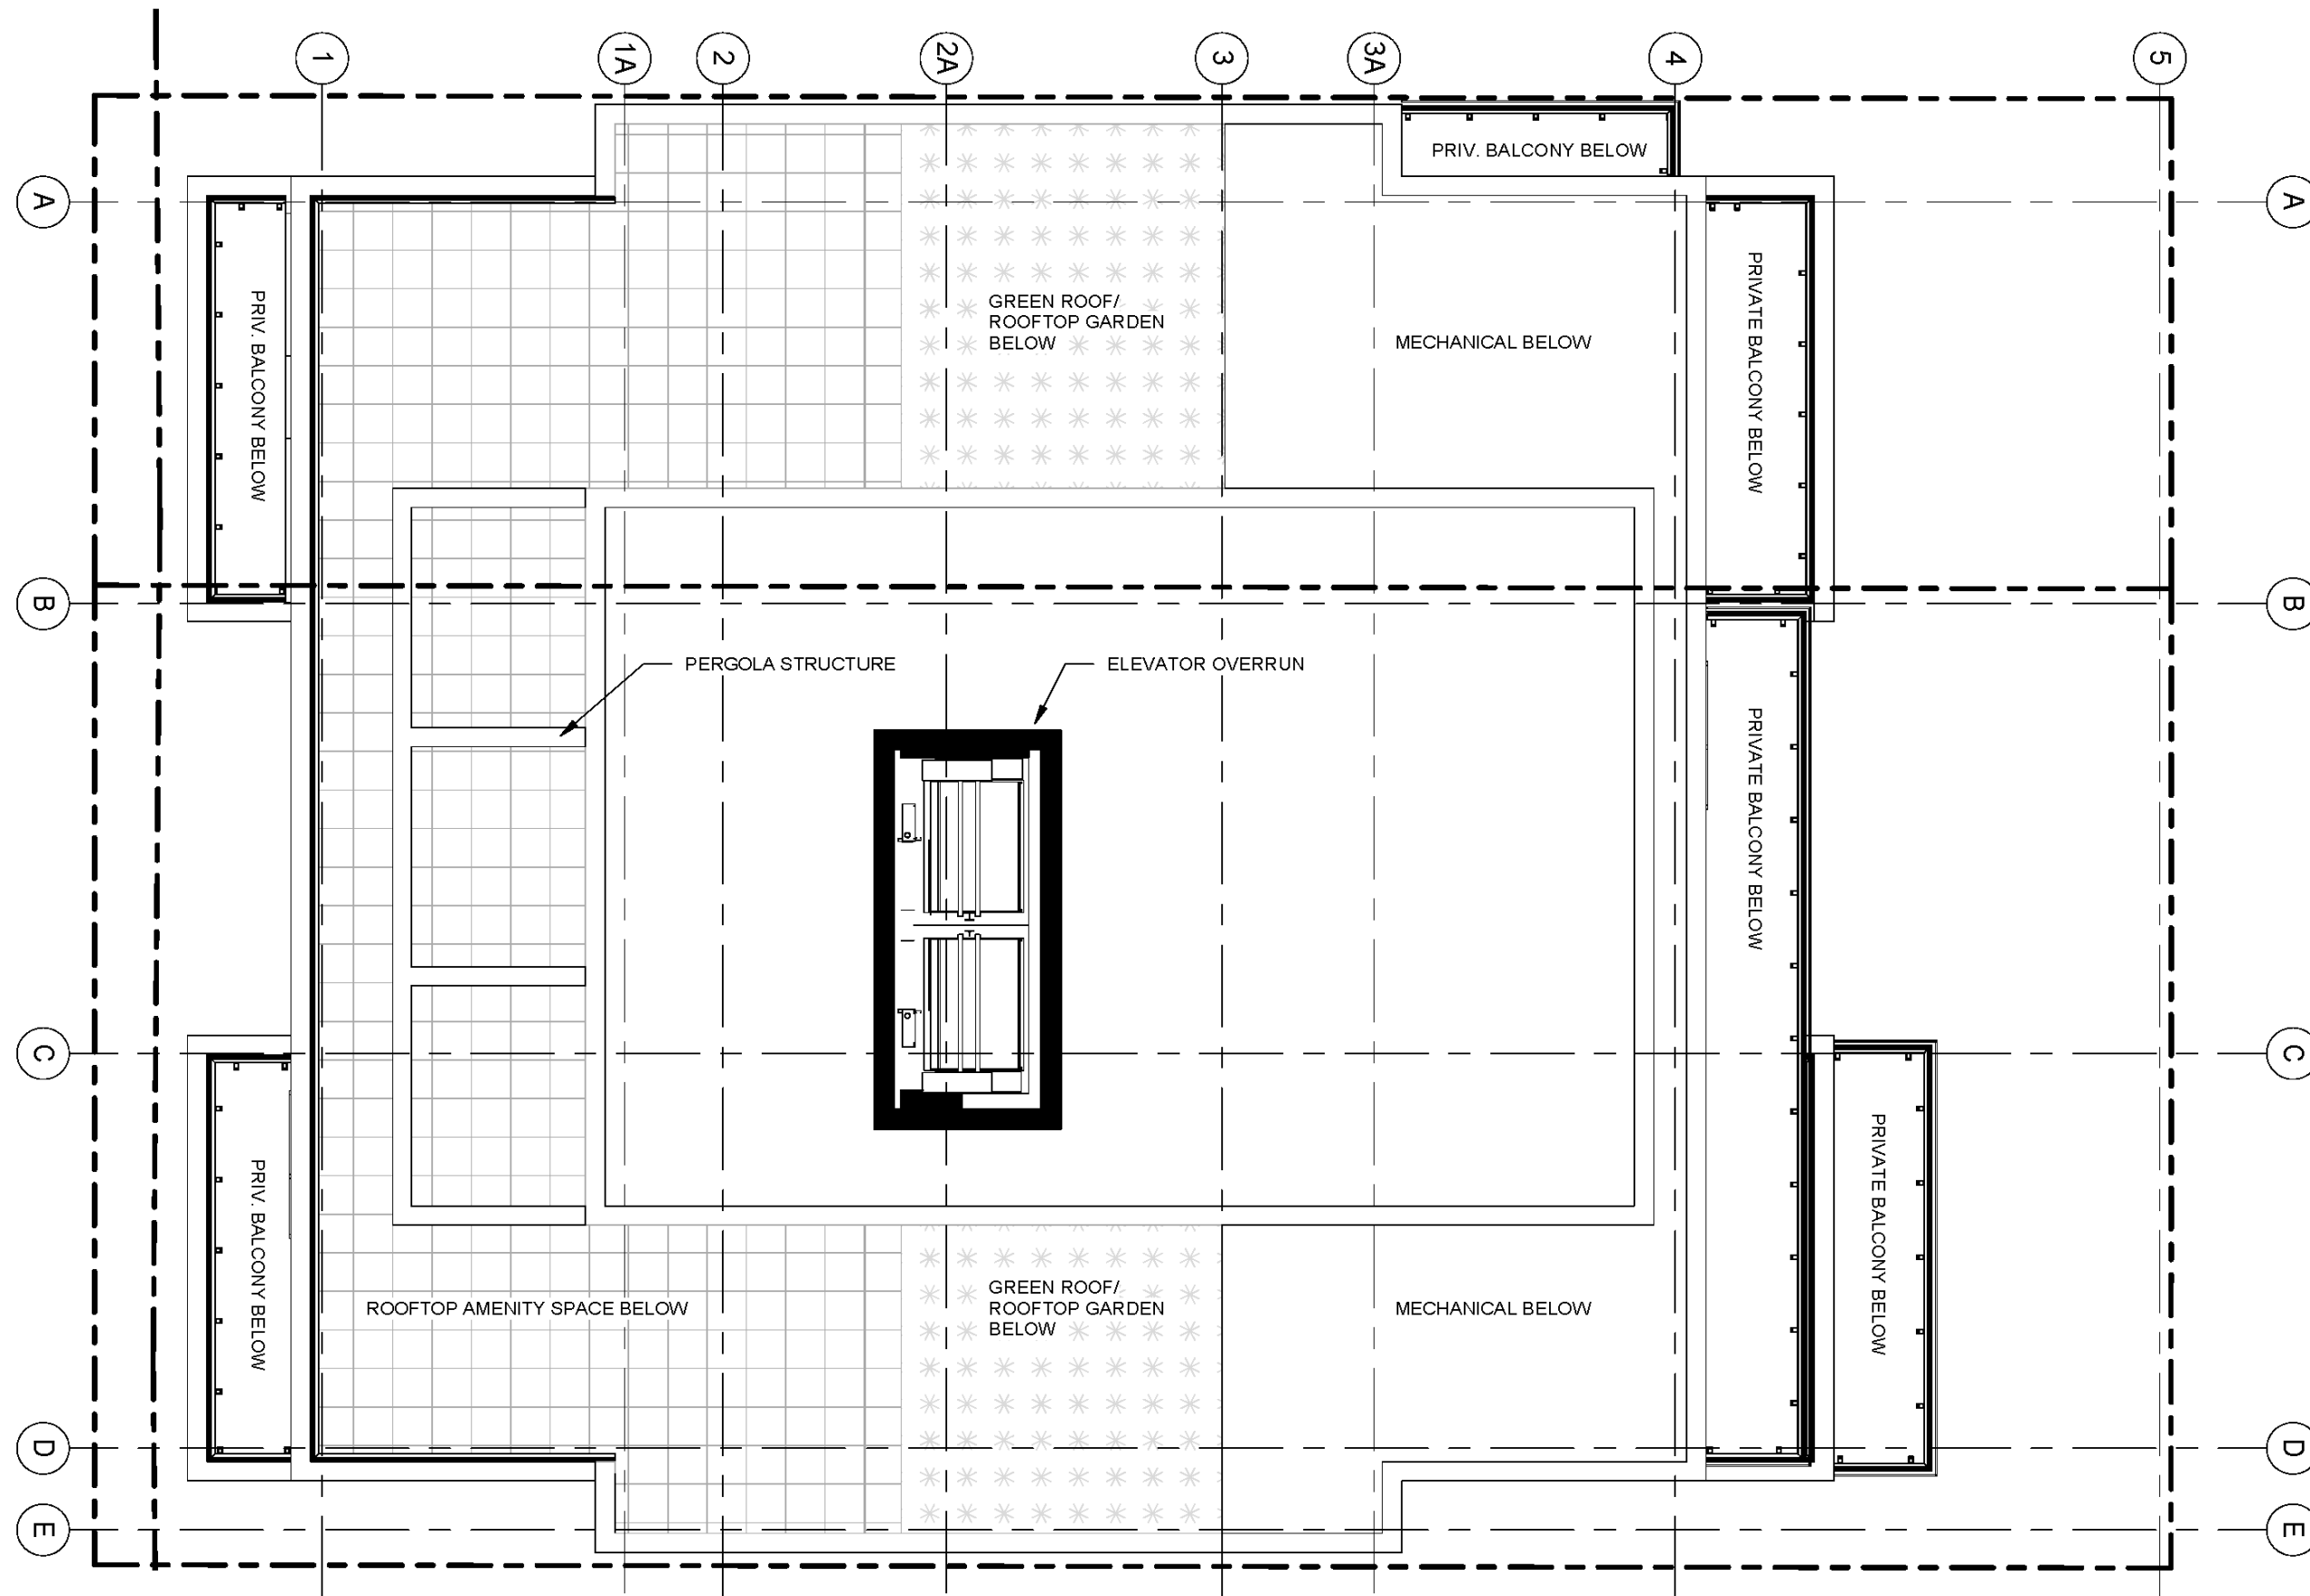 1
1A
2
2A
3
3A
4
5
A
A
PRIV. BALCONY BELOW
PRIV. BALCONY BELOW
GREEN ROOF/
ROOFTOP GARDEN
BELOW
MECHANICAL BELOW
PRIVATE BALCONY BELOW
B
B
PERGOLA STRUCTURE
ELEVATOR OVERRUN
PRIVATE BALCONY BELOW
C
C
PRIV. BALCONY BELOW
ROOFTOP AMENITY SPACE BELOW
GREEN ROOF/
ROOFTOP GARDEN
BELOW
MECHANICAL BELOW
PRIVATE BALCONY BELOW
D
D
E
E